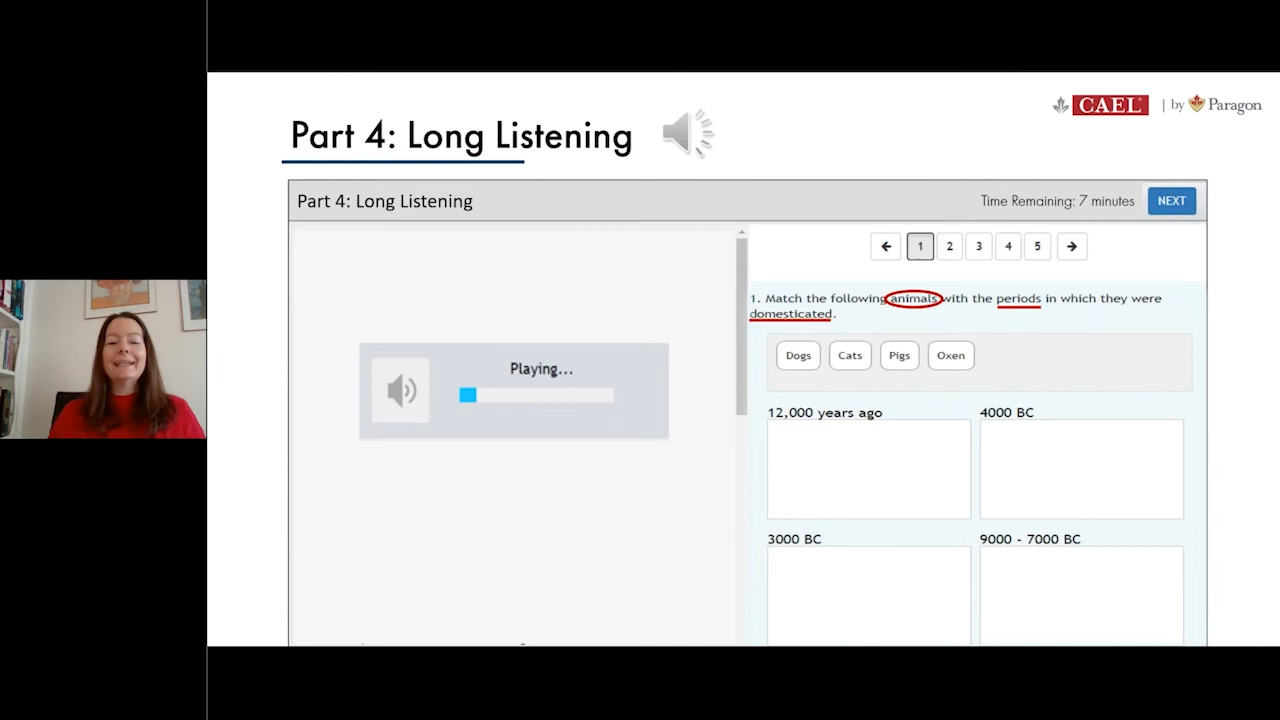 CAEL | by Paragon
Part 4: Long Listening
Part 4: Long Listening
Time Remaining: 7 minutes
NEXT
1 2 3 4 5
1. Match the following animals with the periods in which they were
domesticated.
Dogs Cats Pigs Oxen
12,000 years ago
4000 BC
Playing...
3000 BC
9000 - 7000 BC